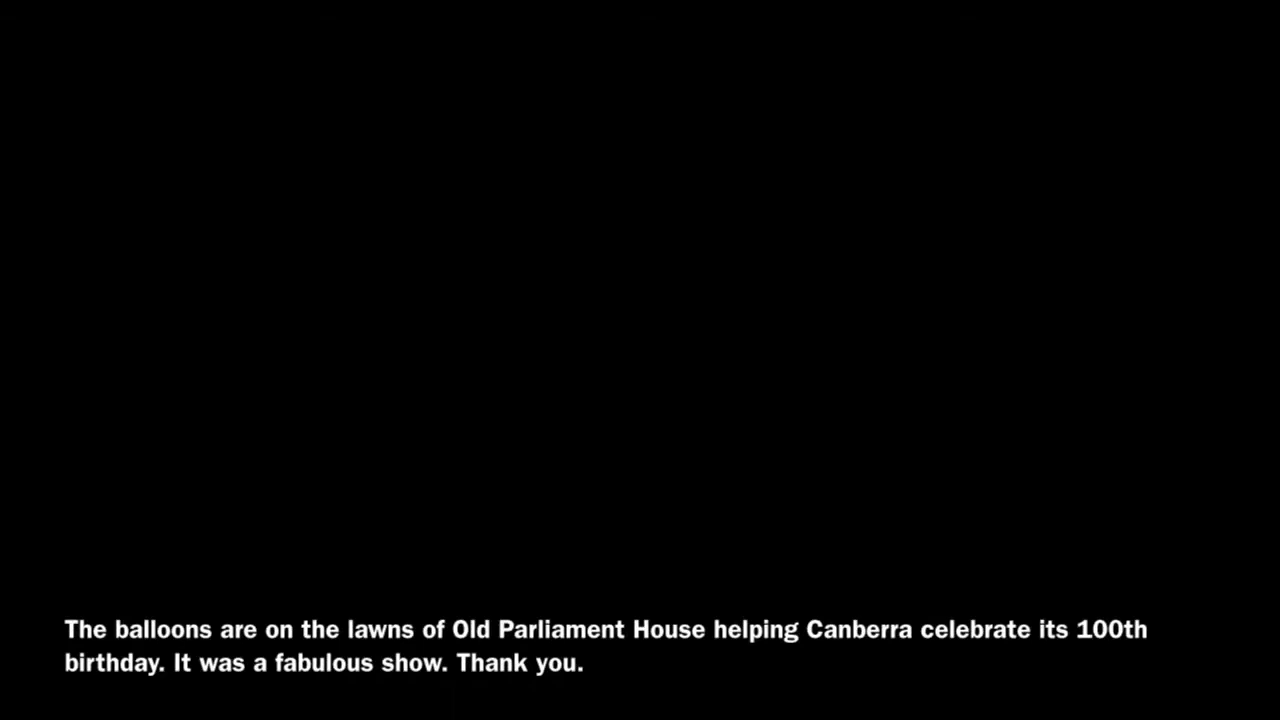 The balloons are on the lawns of Old Parliament House helping Canberra celebrate its 100th
birthday. It was a fabulous show. Thank you.